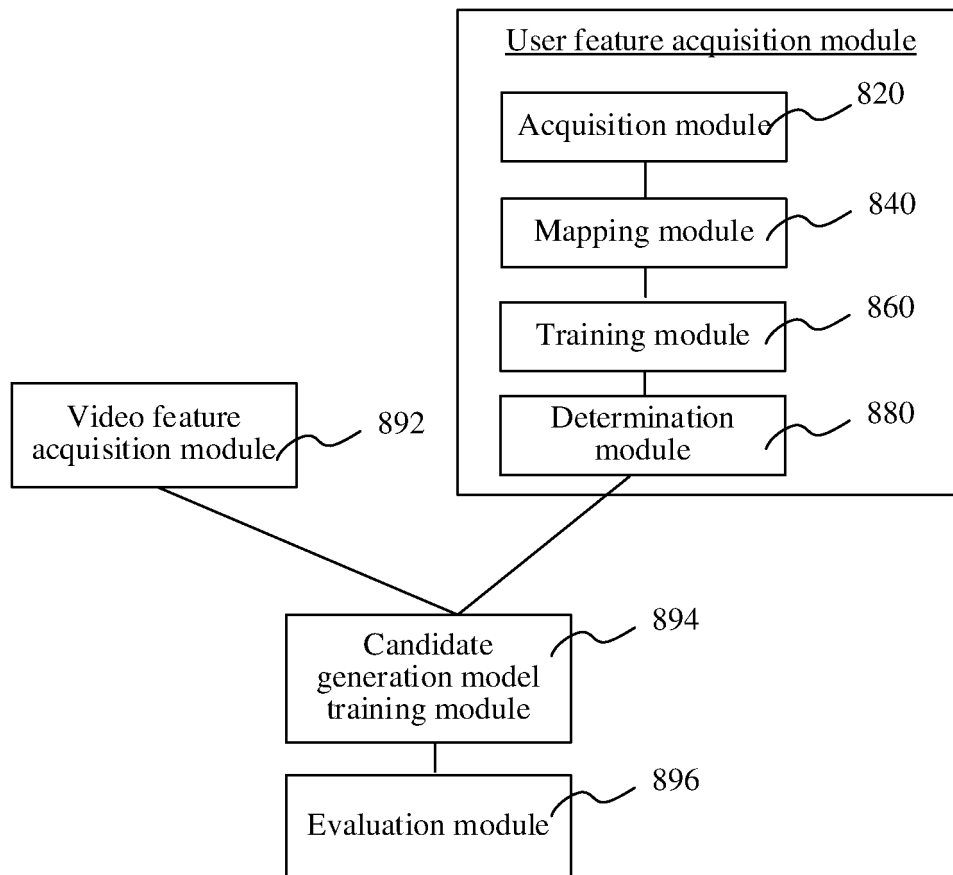 User feature acquisition module
Acquisition module
820
Mapping module
840
Training module
860
Determination
module
880
Video feature
acquisition module
892
Candidate
generation model
training module
894
Evaluation module
896